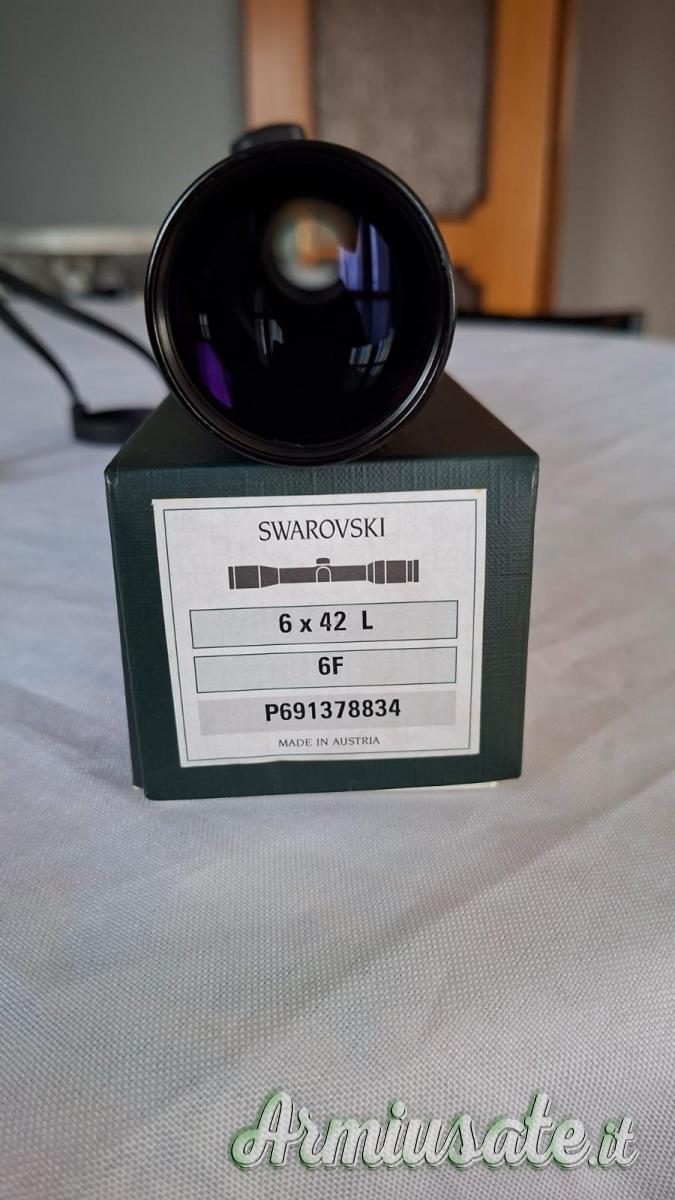 SWAROVSKI
6 x 42 L
6F
P691378834
MADE IN AUSTRIA
Armiusate.it